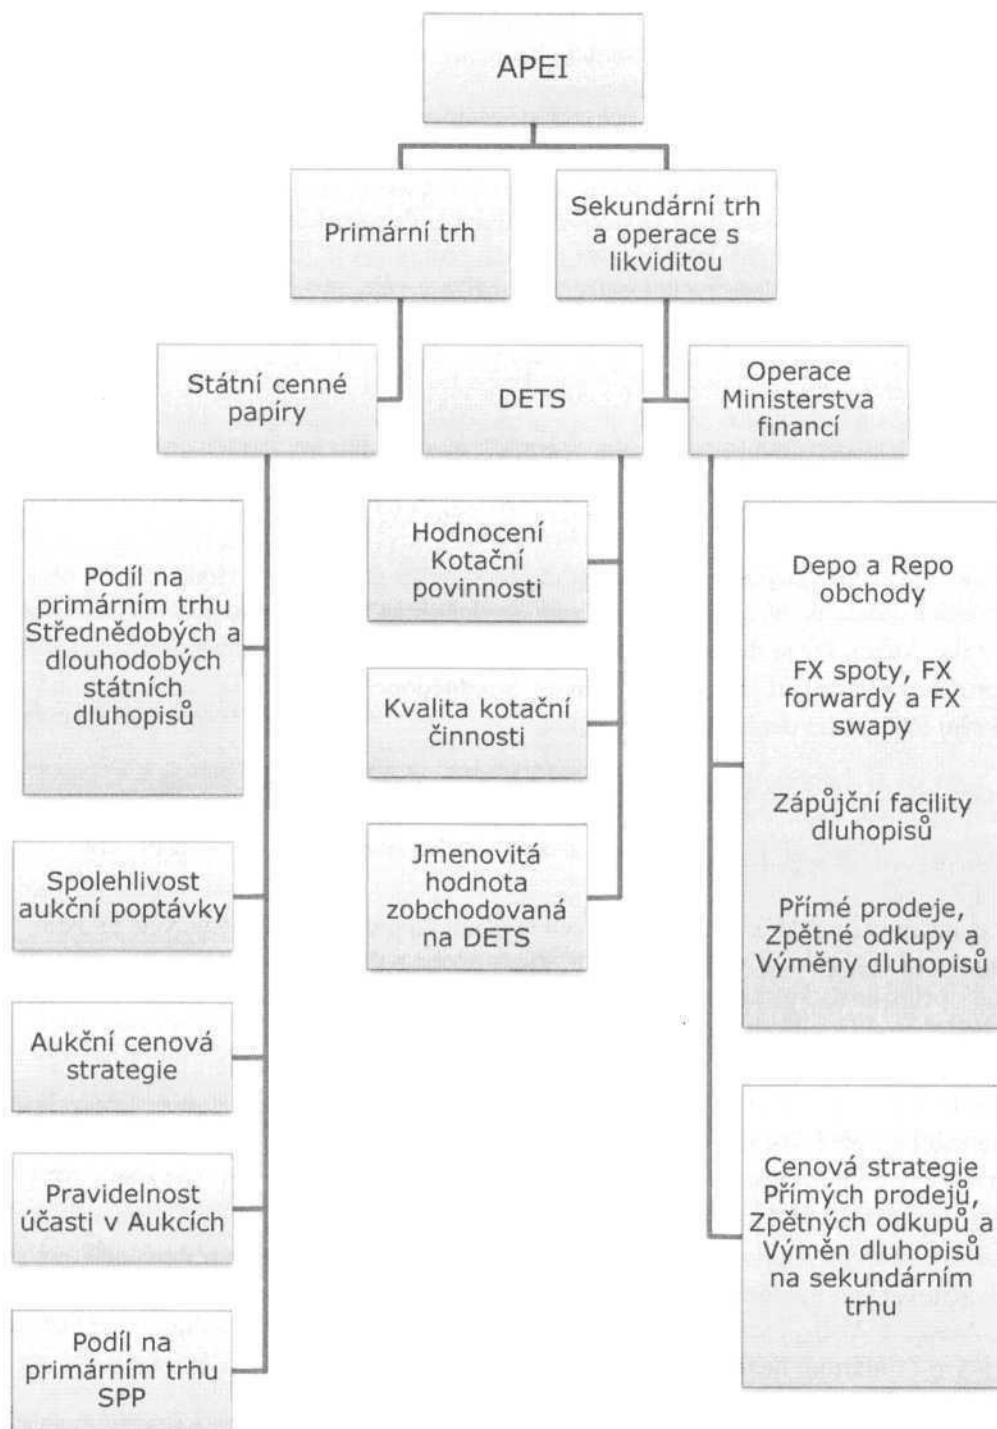 APEI
Primární trh
Sekundární trh
a operace s
likviditou
Státní cenné
papíry
DETS
Operace
Ministerstva
financí
Podíl na
primárním trhu
Střednědobých a
dlouhodobých
státních
dluhopisů
Spolehlivost
aukční poptávky
Aukční cenová
strategie
Pravidelnost
účasti v Aukcích
Podíl na
primárním trhu
SPP
Hodnocení
Kotační
povinnosti
Kvalita kotační
činnosti
Jmenovitá
hodnota
zobchodovaná
na DETS
Depo a Repo
obchody
FX spoty, FX
forwardy a FX
swapy
Zápůjční facility
dluhopisů
Přímé prodeje,
Zpětné odkupy a
Výměny dluhopisů
Cenová strategie
Přímých prodejů,
Zpětných odkupů a
Výměn dluhopisů
na sekundárním
trhu